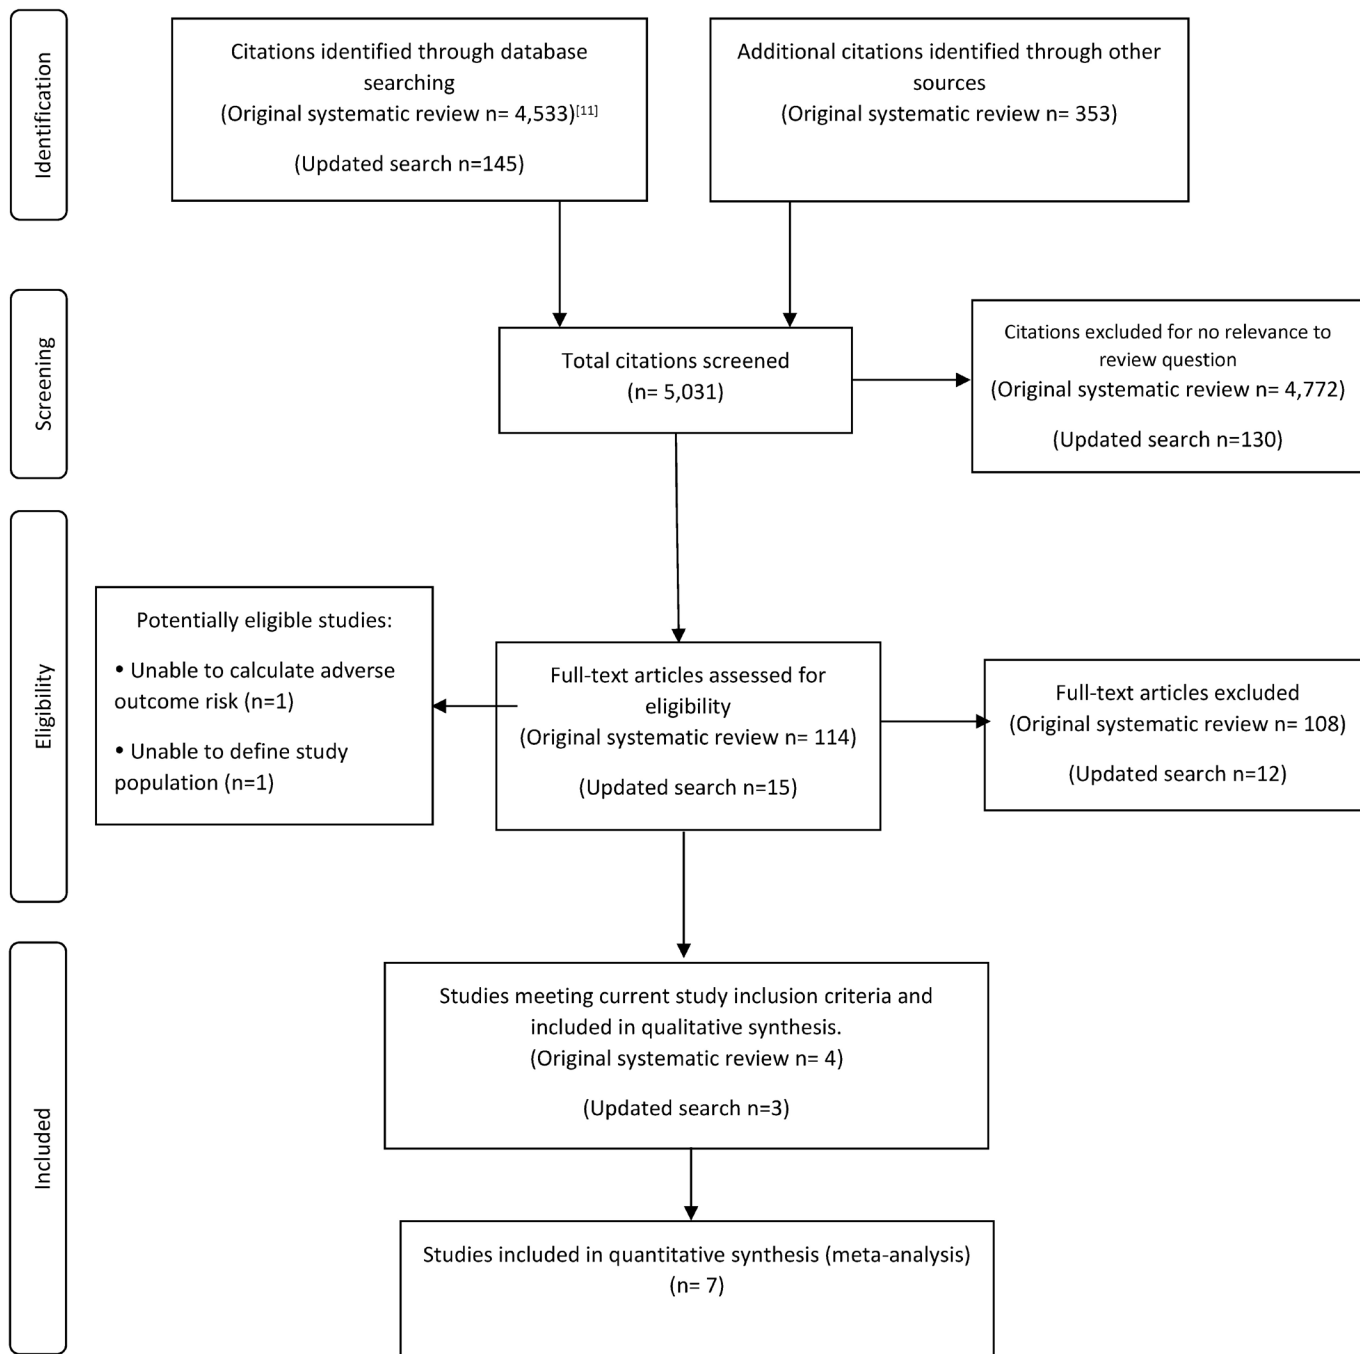 Identification
Citations identified through database
searching
(Original systematic review n= 4,533)[11]
(Updated search n=145)
Additional citations identified through other
sources
(Original systematic review n= 353)
Screening
Total citations screened
(n= 5,031)
Citations excluded for no relevance to
review question
(Original systematic review n= 4,772)
(Updated search n=130)
Eligibility
Potentially eligible studies:
• Unable to calculate adverse
outcome risk (n=1)
• Unable to define study
population (n=1)
Full-text articles assessed for
eligibility
(Original systematic review n= 114)
(Updated search n=15)
Full-text articles excluded
(Original systematic review n= 108)
(Updated search n=12)
Included
Studies meeting current study inclusion criteria and
included in qualitative synthesis.
(Original systematic review n= 4)
(Updated search n=3)
Studies included in quantitative synthesis (meta-analysis)
(n= 7)